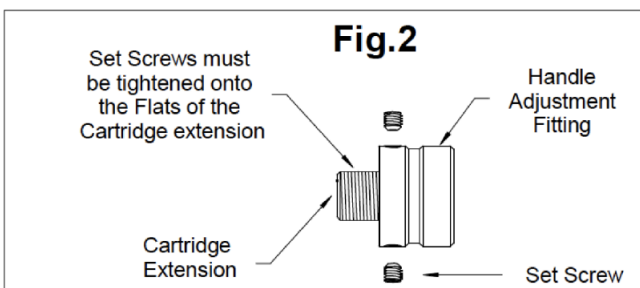 Fig.2
Set Screws must
be tightened onto
the Flats of the
Cartridge extension
Handle
Adjustment
Fitting
Cartridge
Extension
Set Screw